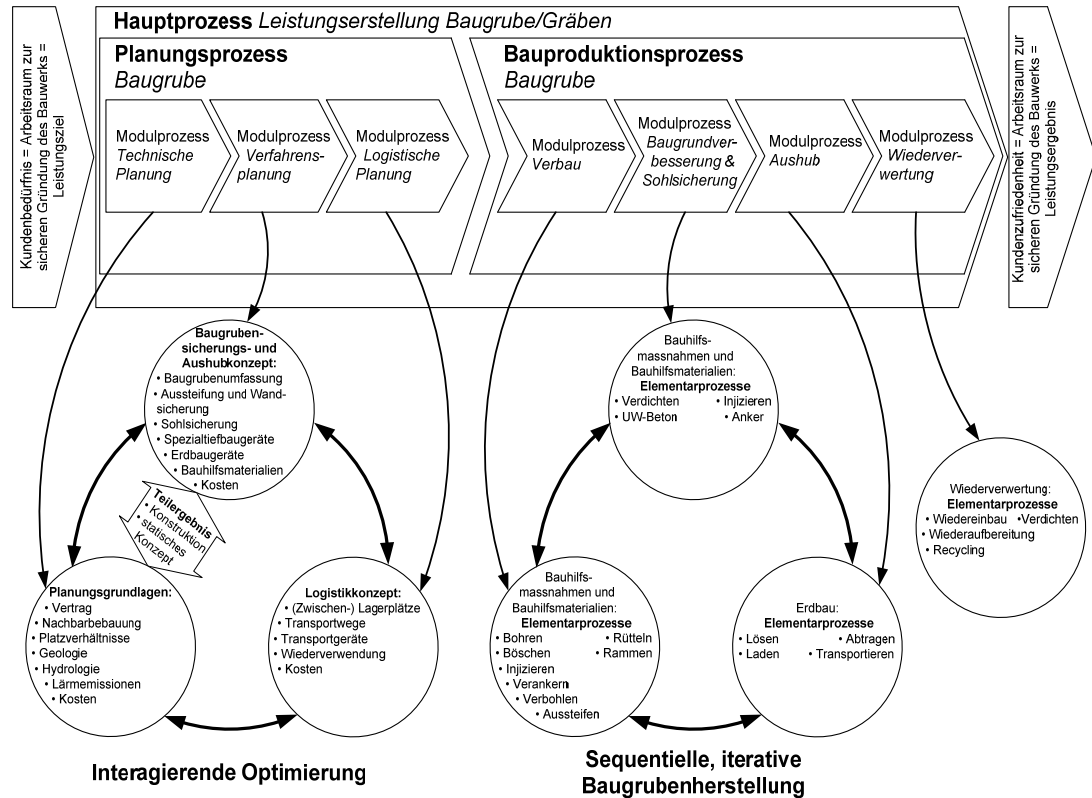 Kundenbedürfnis = Arbeitsraum zur
sicheren Gründung des Bauwerks =
Leistungsziel
Hauptprozess Leistungserstellung Baugrube/Gräben
Planungsprozess
Baugrube
Modulprozess
Technische
Planung
Modulprozess
Verfahrens-
planung
Modulprozess
Logistische
Planung
Bauproduktionsprozess
Baugrube
Modulprozess
Verbau
Modulprozess
Baugrundver-
besserung &
Sohlsicherung
Modulprozess
Aushub
Modulprozess
Wiederver-
wertung
Kundenzufriedenheit = Arbeitsraum zur
sicheren Gründung des Bauwerks =
Leistungsergebnis
Baugruben-
sicherungs- und
Aushubkonzept:
• Baugrubenumfassung
• Aussteifung und Wand-
sicherung
• Sohlsicherung
• Spezialtiefbaugeräte
• Erdbaugeräte
• Bauhilfsmaterialien
• Kosten
Teilergebnis
• Konstruktion
• statisches
Konzept
Planungsgrundlagen:
• Vertrag
• Nachbarbebauung
• Platzverhältnisse
• Geologie
• Hydrologie
• Lärmemissionen
• Kosten
Logistikkonzept:
• (Zwischen-) Lagerplätze
• Transportwege
• Transportgeräte
• Wiederverwendung
• Kosten
Interagierende Optimierung
Bauhilfs-
massnahmen und
Bauhilfsmaterialien:
Elementarprozesse
• Verdichten • Injizieren
• UW-Beton • Anker
Bauhilfs-
massnahmen und
Bauhilfsmaterialien:
Elementarprozesse
• Bohren • Rütteln
• Böschen • Rammen
• Injizieren
• Verankern
• Verbohlen
• Aussteifen
Erdbau:
Elementarprozesse
• Lösen • Abtragen
• Laden • Transportieren
Wiederverwertung:
Elementarprozesse
• Wiedereinbau •Verdichten
• Wiederaufbereitung
• Recycling
Sequentielle, iterative
Baugrubenherstellung